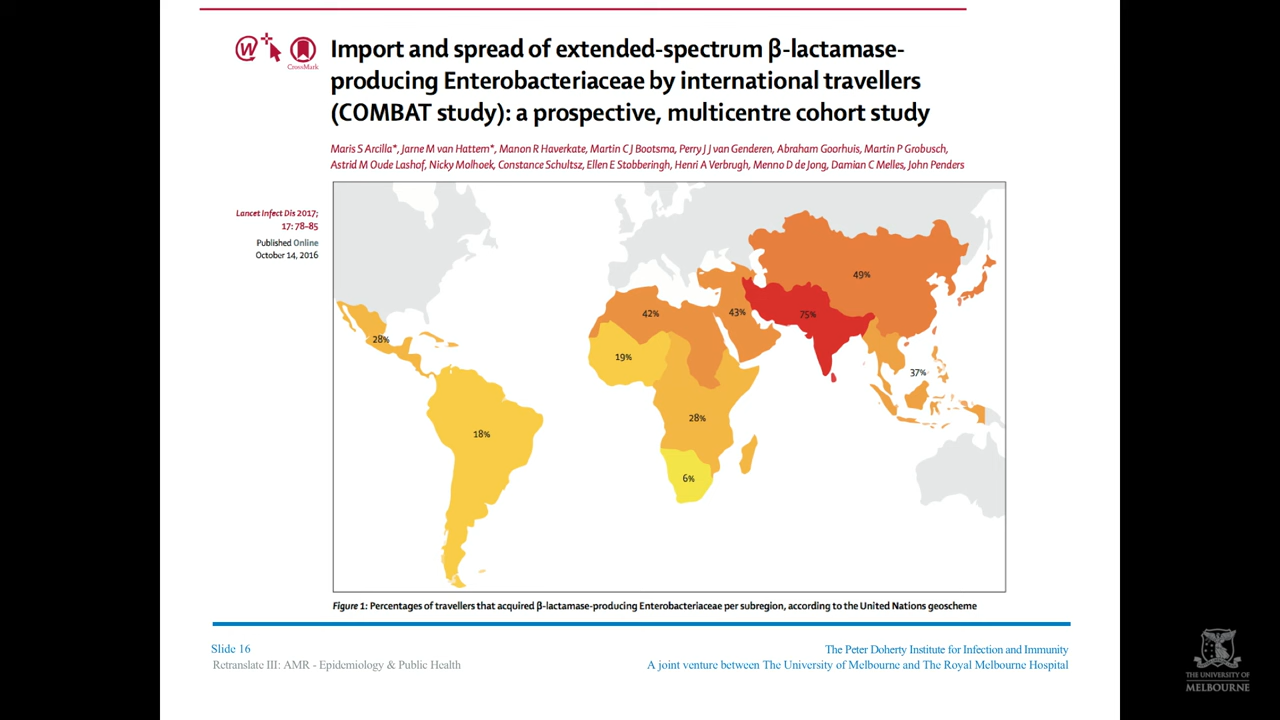 Import and spread of extended-spectrum β-lactamase-
producing Enterobacteriaceae by international travellers
(COMBAT study): a prospective, multicentre cohort study
W
CrossMark
Maris S Arcilla*, Jarne M van Hattem*, Manon R Haverkate, Martin C J Bootsma, Perry J J van Genderen, Abraham Goorhuis, Martin P Grobusch,
Astrid M Oude Lashof, Nicky Molhoek, Constance Schultsz, Ellen E Stobberingh, Henri A Verbrugh, Menno D de Jong, Damian C Melles, John Penders
Lancet Infect Dis 2017;
17: 78–85
Published Online
October 14, 2016
49%
42%
43%
75%
28%
19%
37%
28%
18%
6%
Figure 1: Percentages of travellers that acquired β-lactamase-producing Enterobacteriaceae per subregion, according to the United Nations geoscheme
Slide 16
Retranslate III: AMR - Epidemiology & Public Health
The Peter Doherty Institute for Infection and Immunity
A joint venture between The University of Melbourne and The Royal Melbourne Hospital
THE UNIVERSITY OF
MELBOURNE